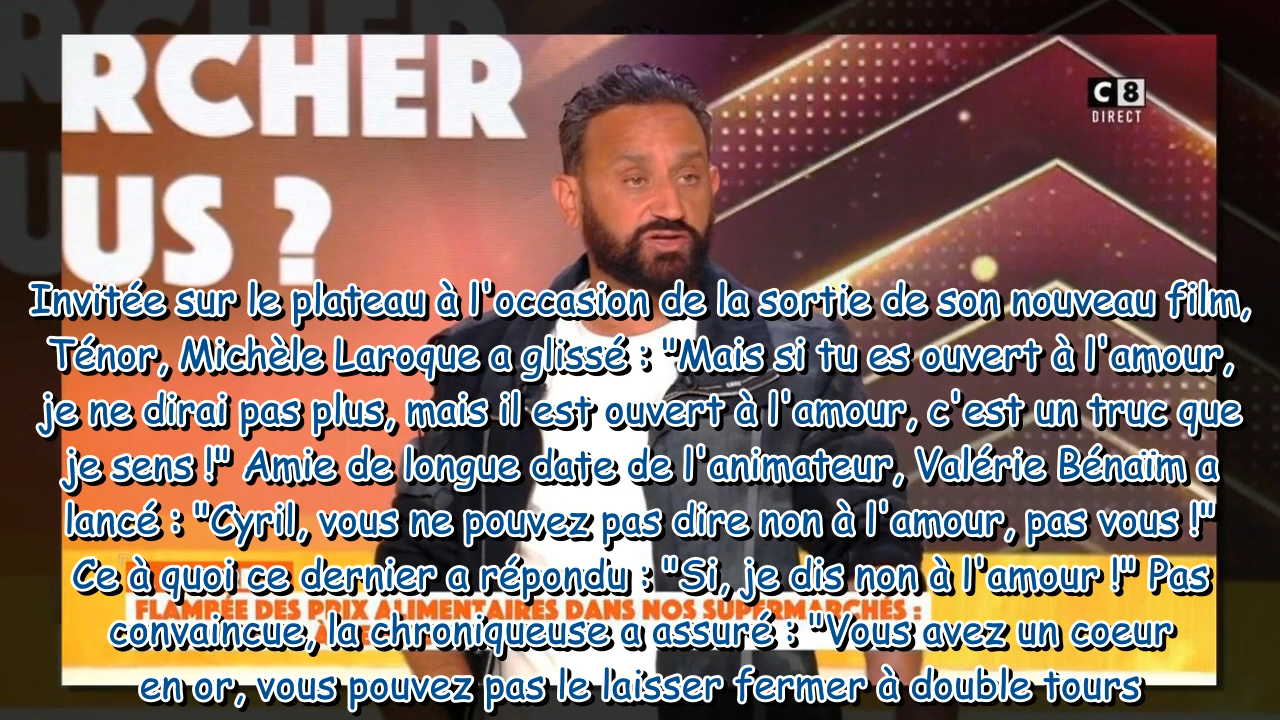 RCHER
US ?
C8
DIRECT
Invitée sur le plateau à l'occasion de la sortie de son nouveau film,
Ténor, Michèle Laroque a glissé : "Mais si tu es ouvert à l'amour,
je ne dirai pas plus, mais il est ouvert à l'amour, c'est un truc que
je sens !" Amie de longue date de l'animateur, Valérie Bénaïm a
lancé : "Cyril, vous ne pouvez pas dire non à l'amour, pas vous !"
Ce à quoi ce dernier a répondu : "Si, je dis non à l'amour !" Pas
FLAMBÉE DES PRIX ALIMENTAIRES DANS NOS SUPERMARCHÉS :
convaincue, la chroniqueuse a assuré : "Vous avez un coeur
en or, vous pouvez pas le laisser fermer à double tours